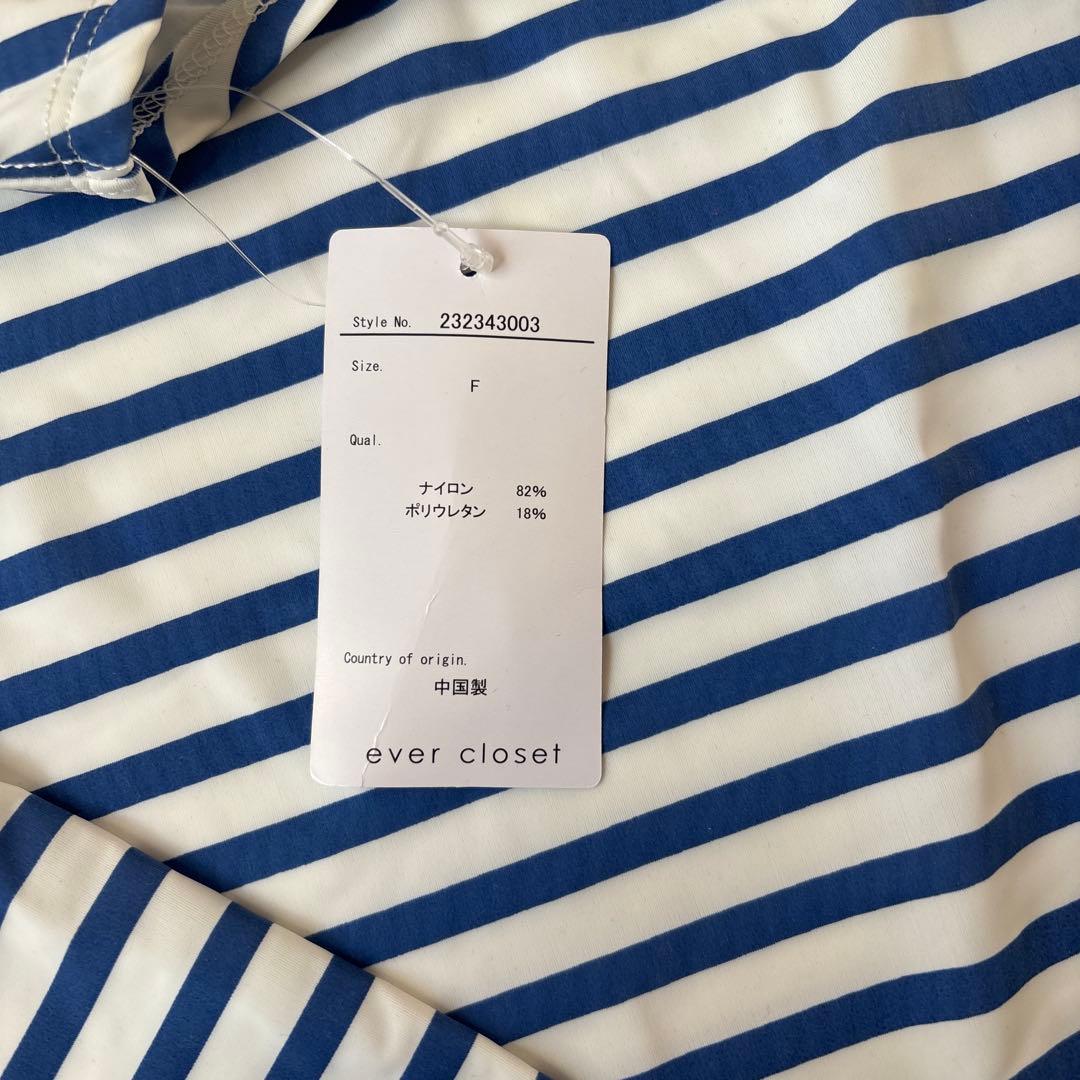 Style No. 232343003
Size.
F
Qual.
ナイロン 82%
ポリウレタン 18%
Country of origin.
中国製
ever closet